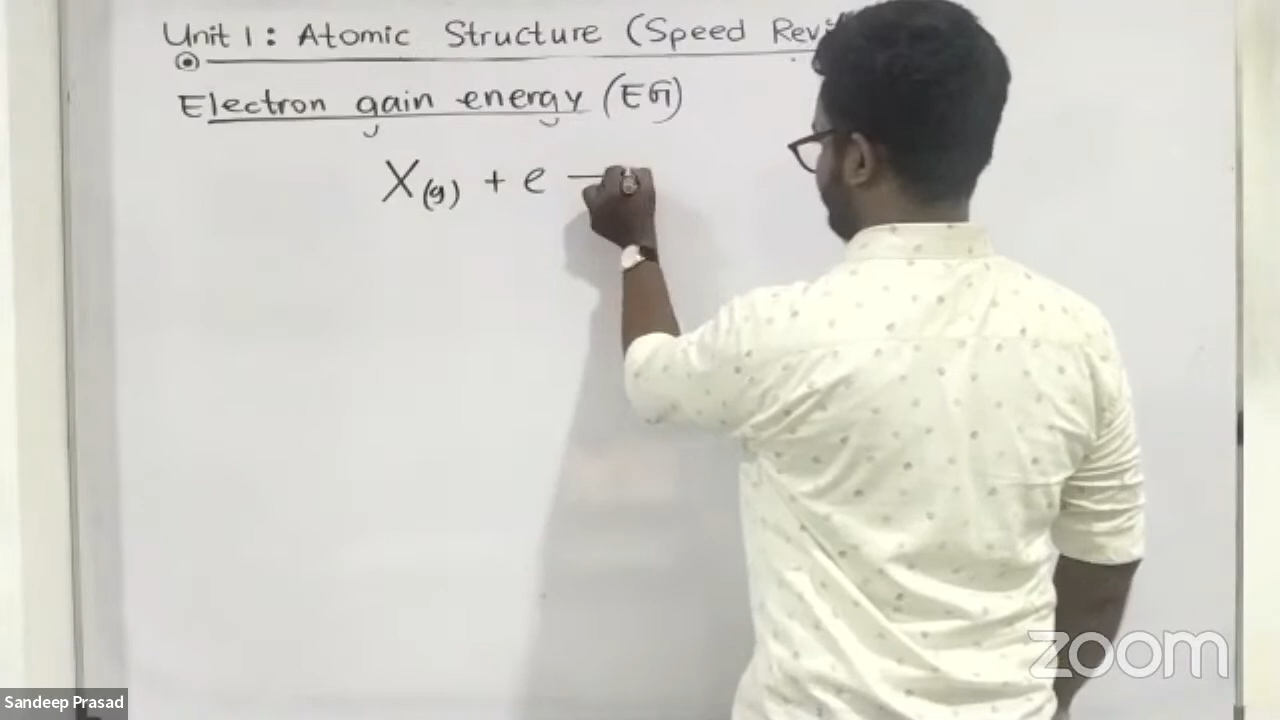 Unit 1: Atomic Structure (Speed
Electron gain energy (EG)
X(g) + e
zoom
Sandeep Prasad